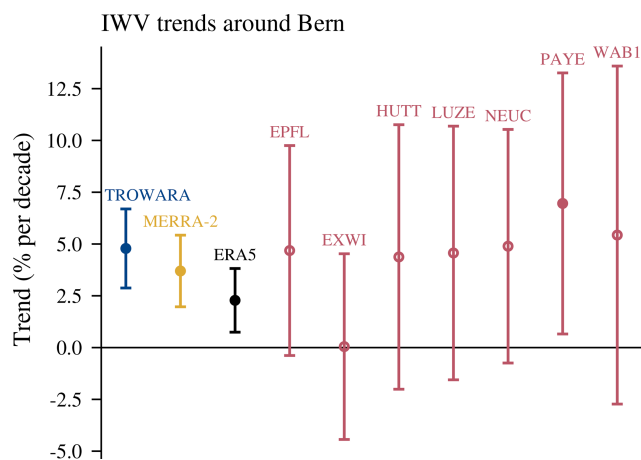 IWV trends around Bern
Trend (% per decade)
12.5
10.0
7.5
5.0
2.5
0.0
-2.5
-5.0
TROWARA
MERRA-2
ERA5
EPFL
EXWI
HUTT
LUZE
NEUC
PAYE
WAB1